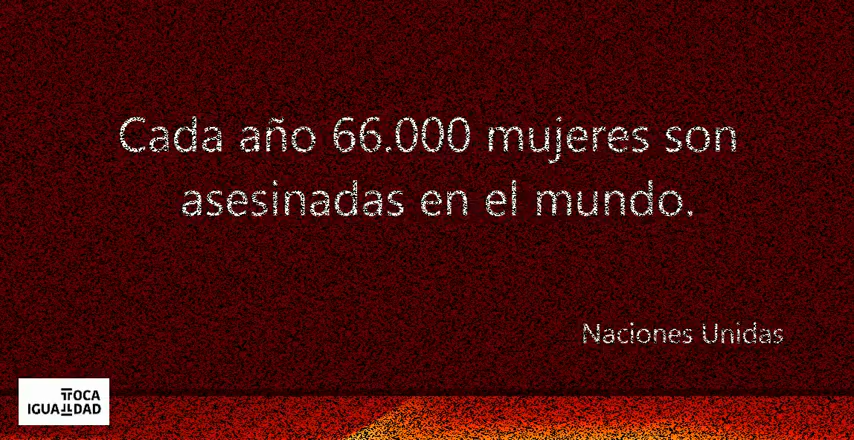 Cada año 66.000 mujeres son
asesinadas en el mundo.
Naciones Unidas
TOCA
IGUALDAD